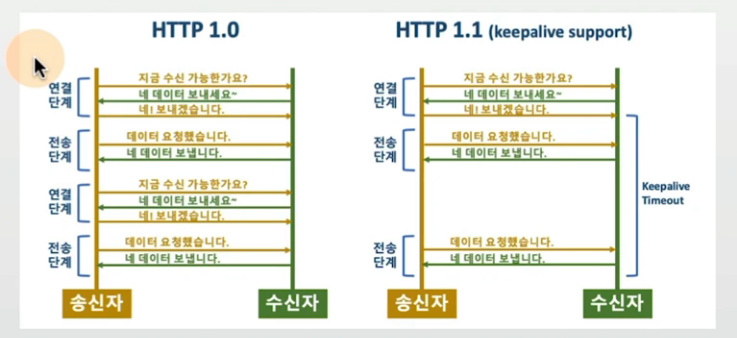 HTTP 1.0
연결
단계
지금 수신 가능한가요?
네 데이터 보내세요~
네! 보내겠습니다.
전송
단계
데이터 요청했습니다.
네 데이터 보냅니다.
연결
단계
지금 수신 가능한가요?
네 데이터 보내세요~
네! 보내겠습니다.
전송
단계
데이터 요청했습니다.
네 데이터 보냅니다.
송신자
수신자
HTTP 1.1 (keepalive support)
연결
단계
지금 수신 가능한가요?
네 데이터 보내세요~
네! 보내겠습니다.
전송
단계
데이터 요청했습니다.
네 데이터 보냅니다.
Keepalive
Timeout
전송
단계
데이터 요청했습니다.
네 데이터 보냅니다.
송신자
수신자